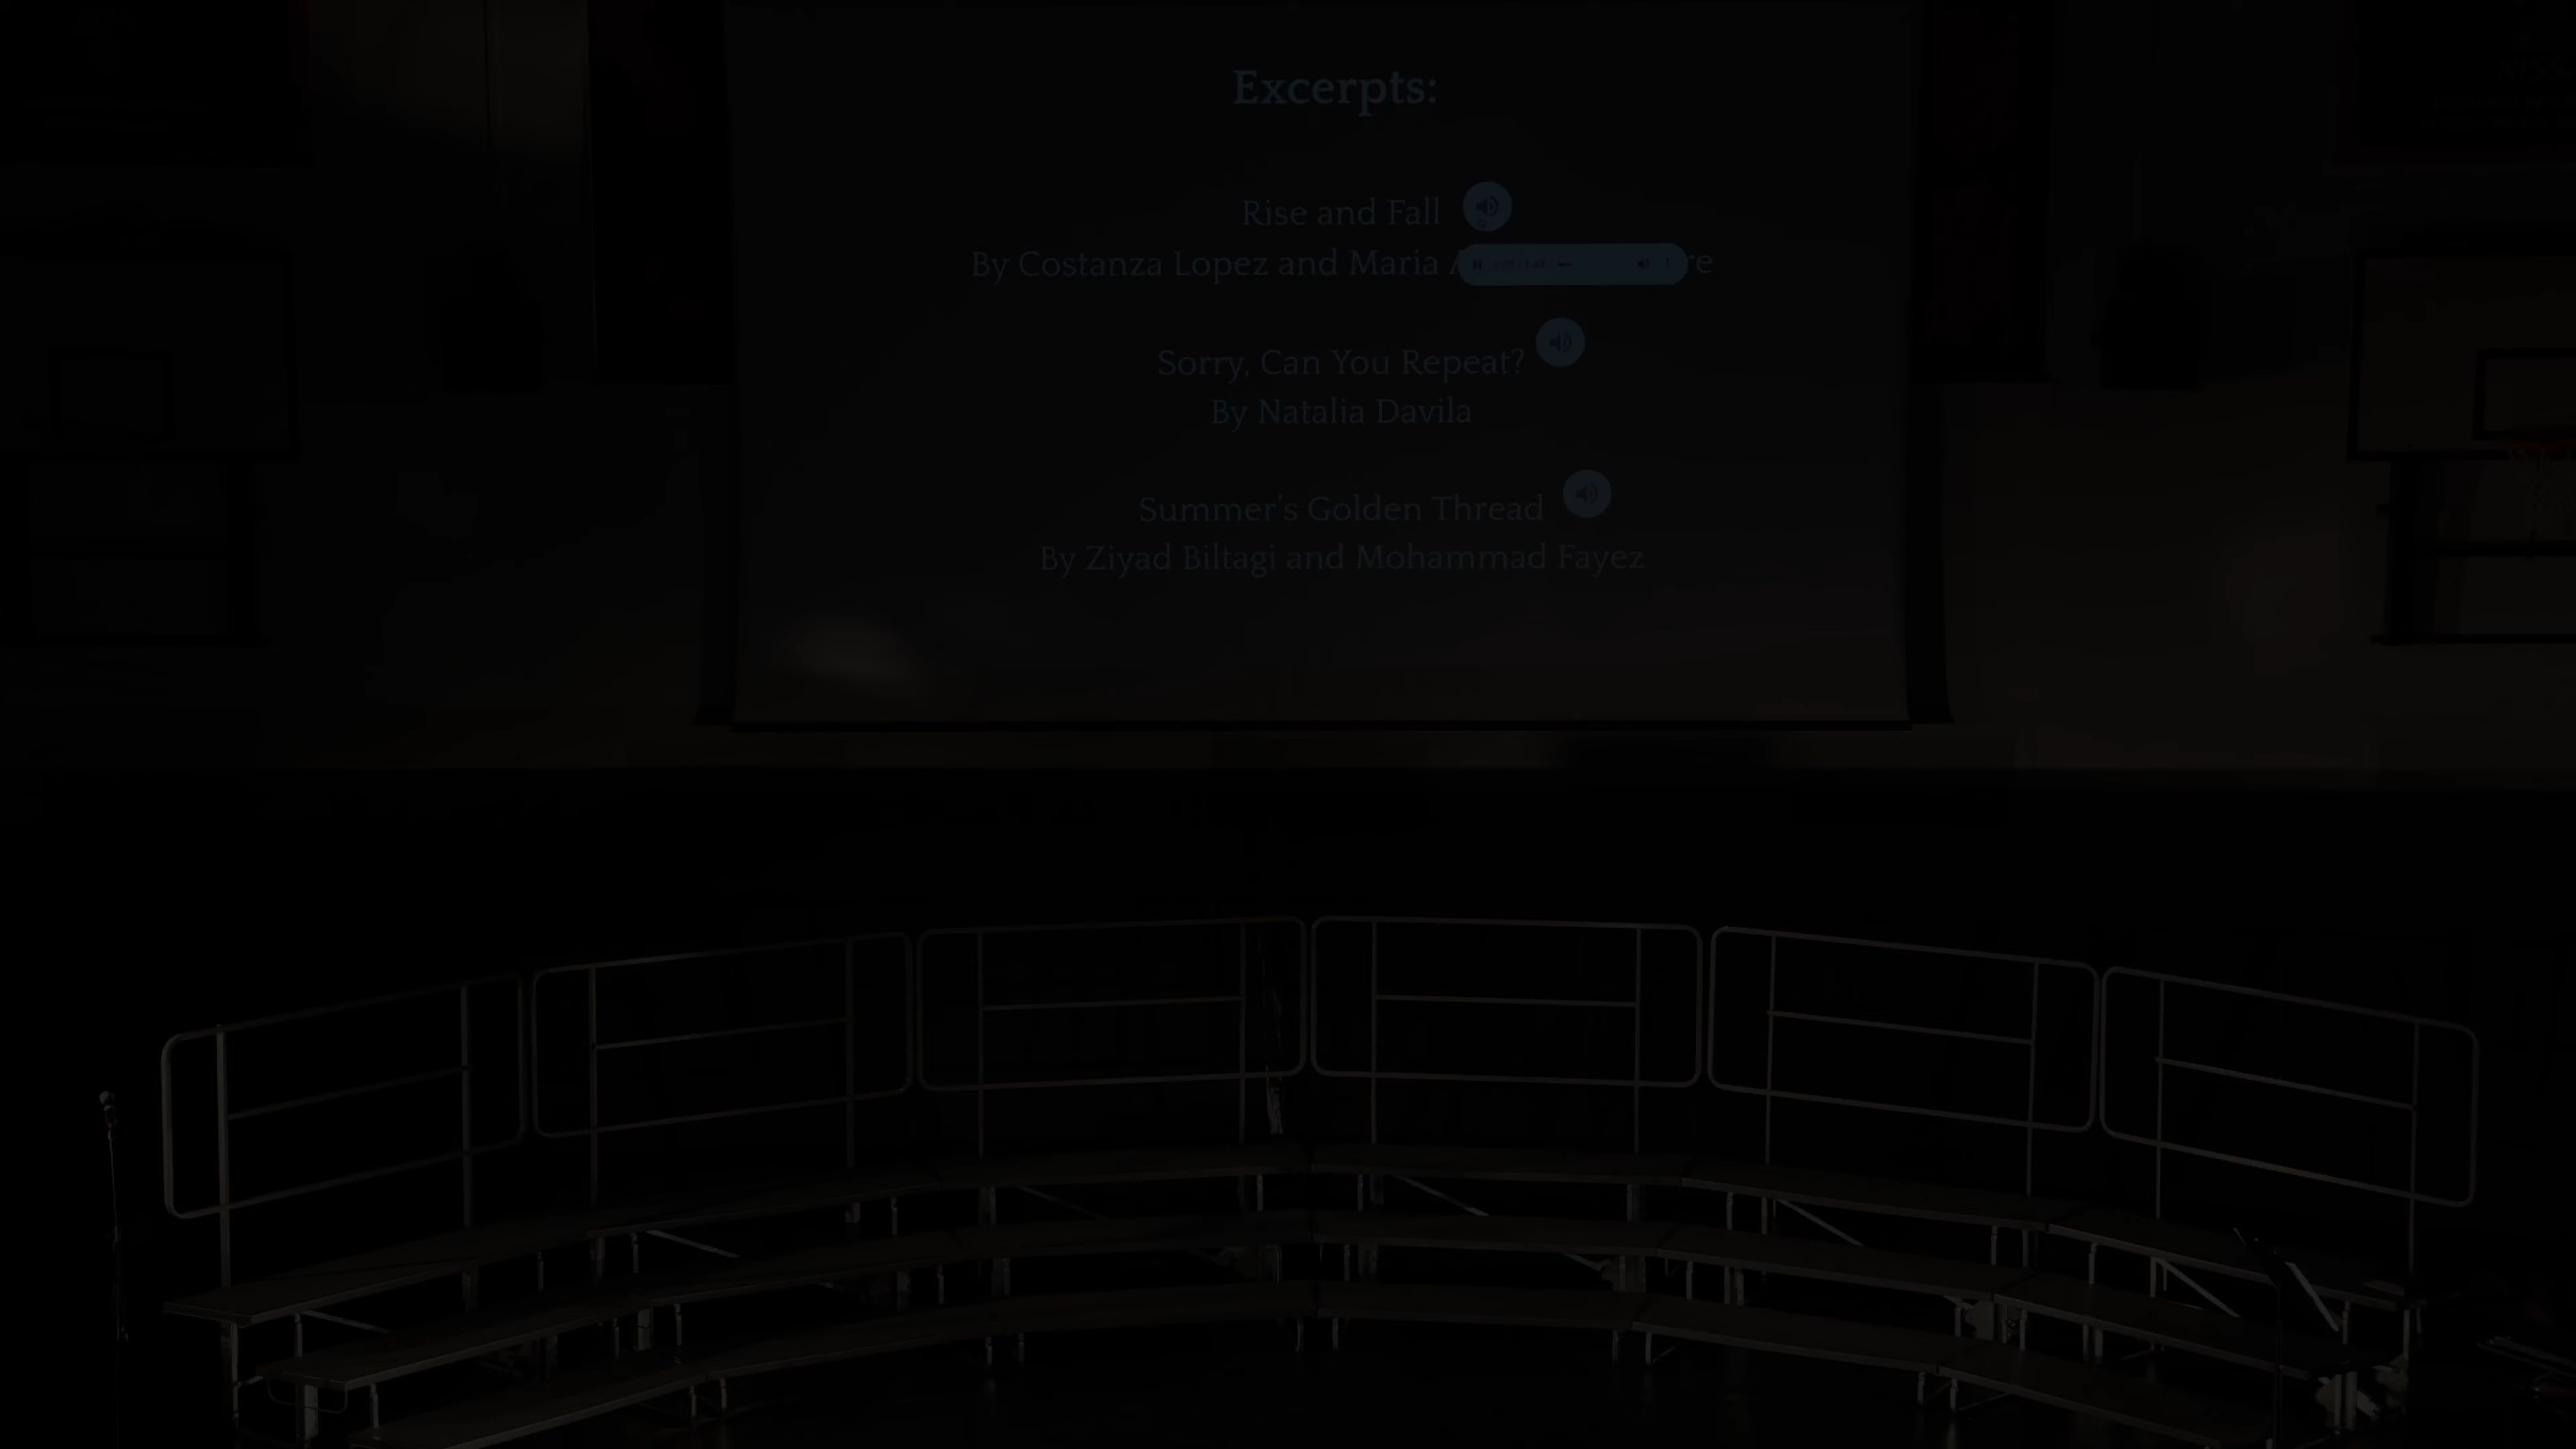 Excerpts:
Rise and Fall
By Costanza Lopez and Maria
Sorry, Can You Repeat?
By Natalia Davila
Summer's Golden Thread
By Ziyad Biltagi and Mohammad Fayez